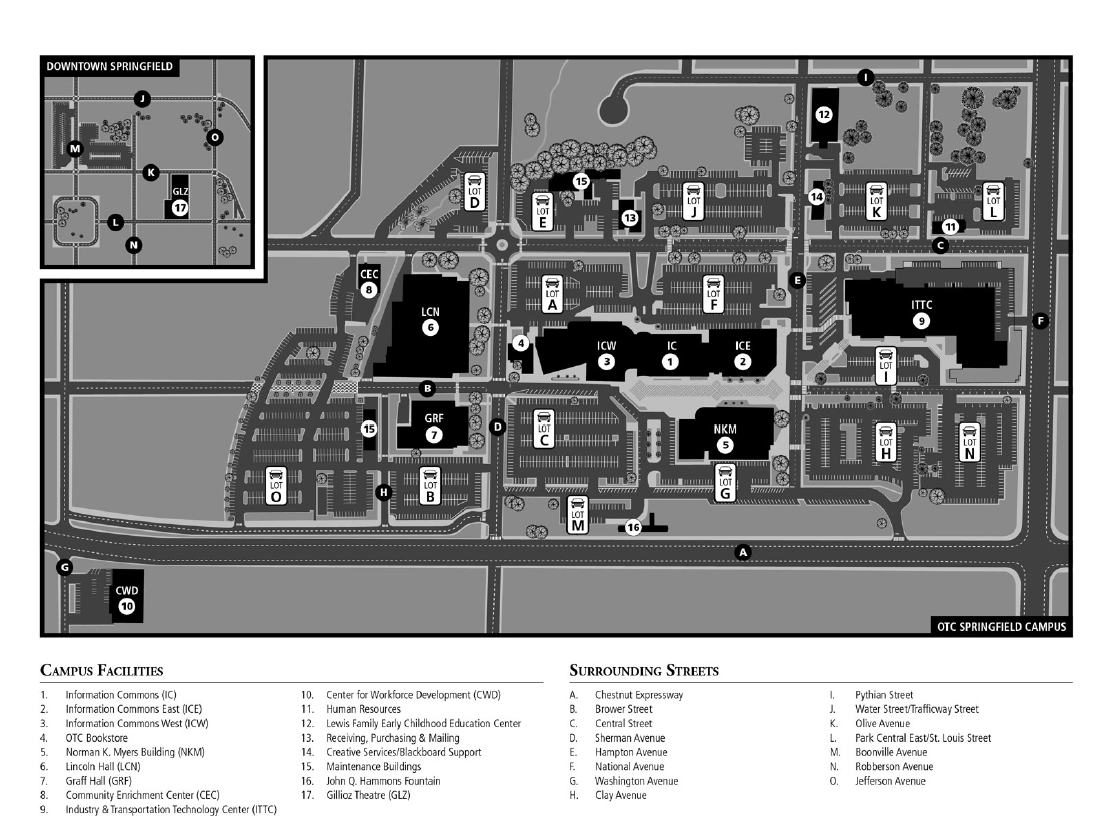 DOWNTOWN SPRINGFIELD
J
O
M
K
GLZ
17
L
N
I
12
LOT D
15
LOT E
13
LOT J
14
LOT K
LOT L
11
C
CEC
8
LCN
6
LOT A
LOT F
E
ITTC
9
F
4
ICW
3
IC
1
ICE
2
LOT I
B
15
GRF
7
D
LOT C
NKM
5
LOT H
LOT N
LOT O
H
LOT B
LOT G
LOT M
16
A
G
CWD
10
OTC SPRINGFIELD CAMPUS
CAMPUS FACILITIES
1. Information Commons (IC)
2. Information Commons East (ICE)
3. Information Commons West (ICW)
4. OTC Bookstore
5. Norman K. Myers Building (NKM)
6. Lincoln Hall (LCN)
7. Graff Hall (GRF)
8. Community Enrichment Center (CEC)
9. Industry & Transportation Technology Center (ITTC)
10. Center for Workforce Development (CWD)
11. Human Resources
12. Lewis Family Early Childhood Education Center
13. Receiving, Purchasing & Mailing
14. Creative Services/Blackboard Support
15. Maintenance Buildings
16. John Q. Hammons Fountain
17. Gillioz Theatre (GLZ)
SURROUNDING STREETS
A. Chestnut Expressway
B. Brower Street
C. Central Street
D. Sherman Avenue
E. Hampton Avenue
F. National Avenue
G. Washington Avenue
H. Clay Avenue
I. Pythian Street
J. Water Street/Trafficway Street
K. Olive Avenue
L. Park Central East/St. Louis Street
M. Boonville Avenue
N. Robberson Avenue
O. Jefferson Avenue